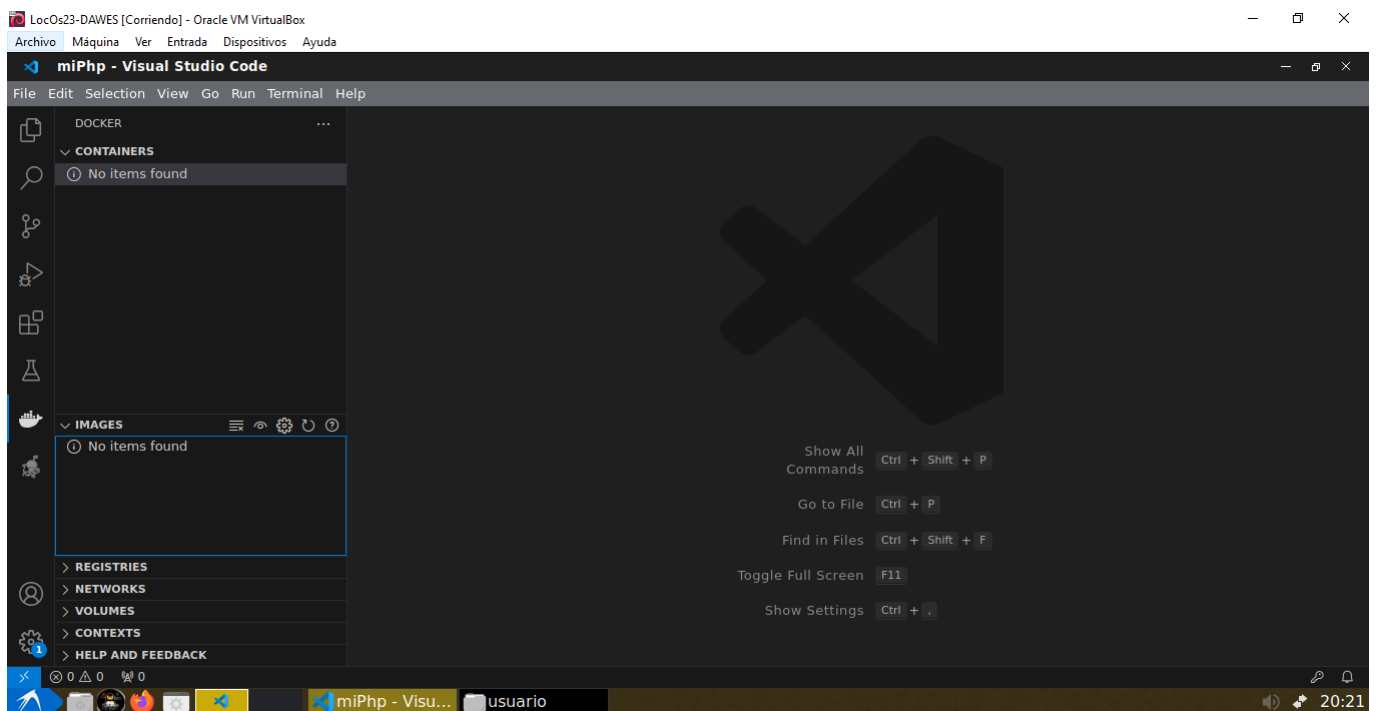 LocOs23-DAWES [Corriendo] - Oracle VM VirtualBox
Archivo Máquina Ver Entrada Dispositivos Ayuda
miPhp - Visual Studio Code
File Edit Selection View Go Run Terminal Help
DOCKER
CONTAINERS
No items found
IMAGES
No items found
REGISTRIES
NETWORKS
VOLUMES
CONTEXTS
HELP AND FEEDBACK
Show All
Commands
Ctrl + Shift + P
Go to File Ctrl + P
Find in Files Ctrl + Shift + F
Toggle Full Screen F11
Show Settings Ctrl + ,
1
0 0 0
miPhp - Visu...
usuario
20:21